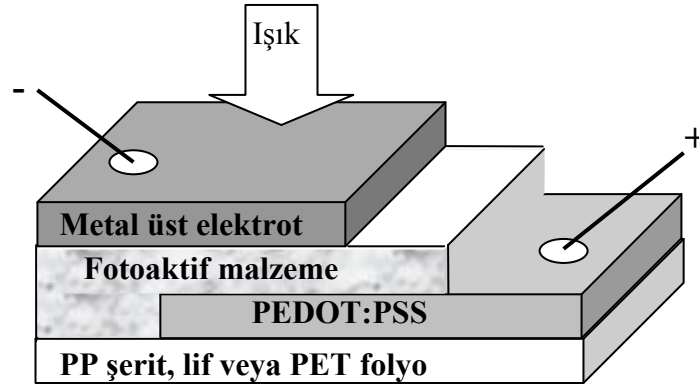 Işık
-
+
Metal üst elektrot
Fotoaktif malzeme
PEDOT:PSS
PP şerit, lif veya PET folyo